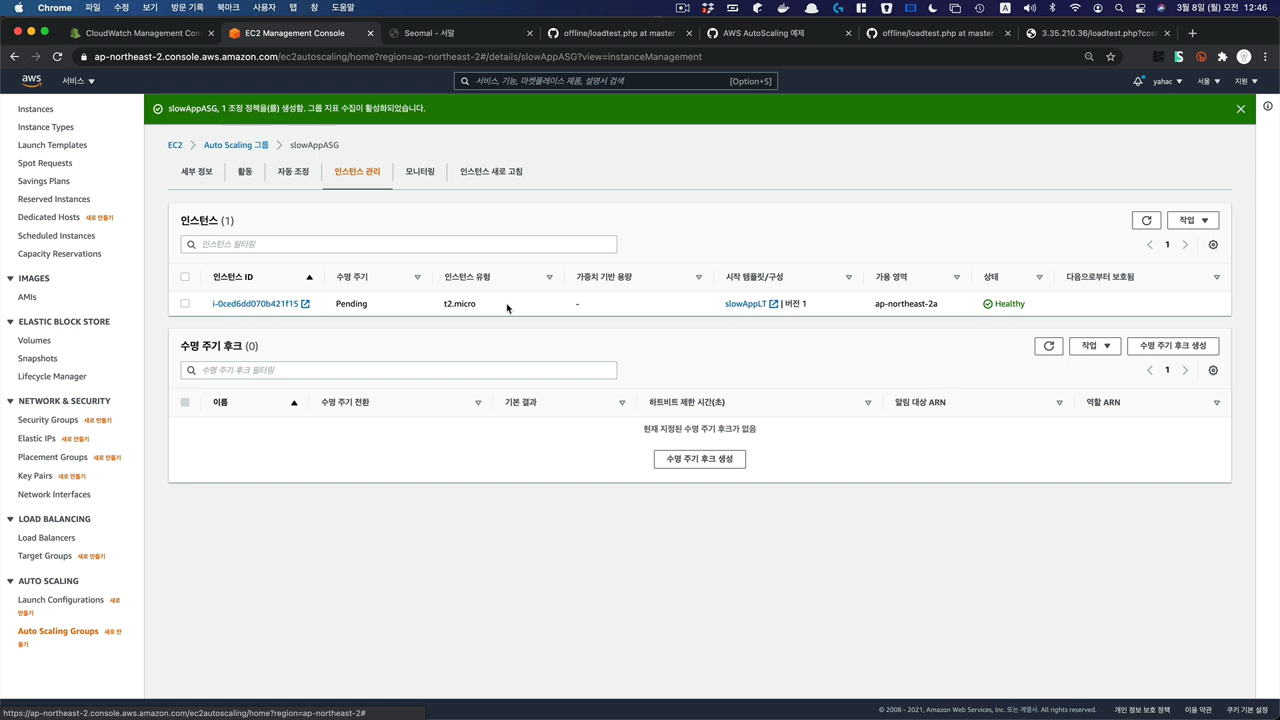 Chrome 파일 수정 보기 방문 기록 북마크 사용자 탭 창 도움말
3월 8일 (월) 오전 12:46
CloudWatch Management Con
EC2 Management Console
Seomal - 서말
offline/loadtest.php at master
AWS AutoScaling 예제
offline/loadtest.php at master
3.35.210.36/loadtest.php?cost
ap-northeast-2.console.aws.amazon.com/ec2autoscaling/home?region=ap-northeast-2#/details/slowAppASG?view=instanceManagement
aws 서비스 서비스, 기능, 마켓플레이스 제품, 설명서 검색 [Option+S] yahac 서울 지원
slowAppASG, 1 조정 정책을(를) 생성함. 그룹 지표 수집이 활성화되었습니다.
Instances
Instance Types
Launch Templates
Spot Requests
Savings Plans
Reserved Instances
Dedicated Hosts 새로 만들기
Scheduled Instances
Capacity Reservations
IMAGES
AMIs
ELASTIC BLOCK STORE
Volumes
Snapshots
Lifecycle Manager
NETWORK & SECURITY
Security Groups 새로 만들기
Elastic IPs 새로 만들기
Placement Groups 새로 만들기
Key Pairs 새로 만들기
Network Interfaces
LOAD BALANCING
Load Balancers
Target Groups 새로 만들기
AUTO SCALING
Launch Configurations 새로
만들기
Auto Scaling Groups 새로 만
들기
EC2 > Auto Scaling 그룹 > slowAppASG
세부 정보 활동 자동 조정 인스턴스 관리 모니터링 인스턴스 새로 고침
인스턴스 (1)
작업
인스턴스 필터링
1
인스턴스 ID 수명 주기 인스턴스 유형 가중치 기반 용량 시작 템플릿/구성 가용 영역 상태 다음으로부터 보호됨
i-0ced6dd070b421f15 Pending t2.micro - slowAppLT | 버전 1 ap-northeast-2a Healthy
수명 주기 후크 (0)
작업 수명 주기 후크 생성
수명 주기 후크 필터링
1
이름 수명 주기 전환 기본 결과 하트비트 제한 시간(초) 알림 대상 ARN 역할 ARN
현재 지정된 수명 주기 후크가 없음
수명 주기 후크 생성
https://ap-northeast-2.console.aws.amazon.com/ec2autoscaling/home?region=ap-northeast-2#
© 2008 - 2021, Amazon Web Services, Inc. 또는 계열사. All rights reserved. 개인 정보 보호 정책 이용 약관 쿠키 기본 설정